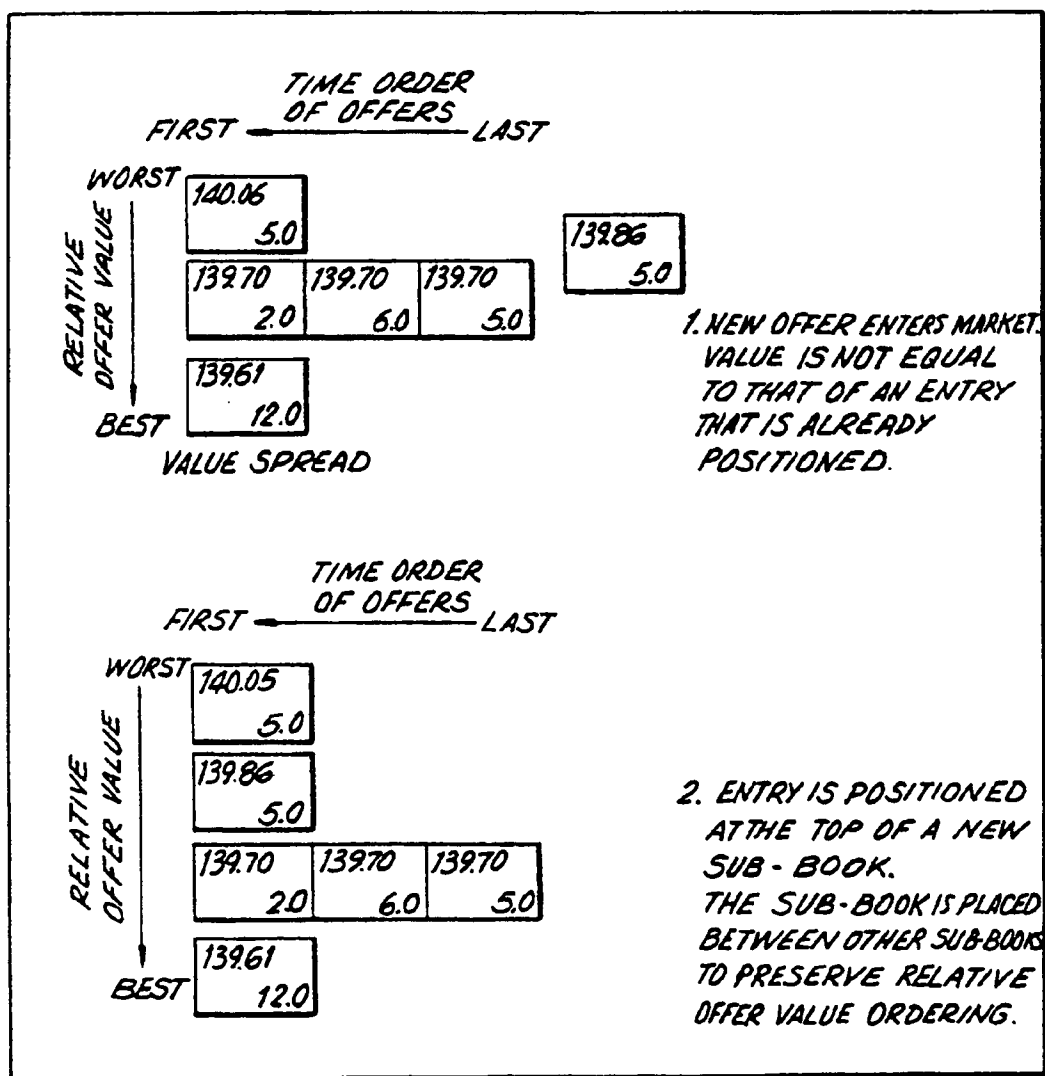 TIME ORDER
OF OFFERS
FIRST LAST
WORST
RELATIVE
OFFER VALUE
BEST
140.06
5.0
139.70 139.70 139.70
2.0 6.0 5.0
139.61
12.0
VALUE SPREAD
139.86
5.0
1. NEW OFFER ENTERS MARKET.
VALUE IS NOT EQUAL
TO THAT OF AN ENTRY
THAT IS ALREADY
POSITIONED.
TIME ORDER
OF OFFERS
FIRST LAST
WORST
RELATIVE
OFFER VALUE
BEST
140.05
5.0
139.86
5.0
139.70 139.70 139.70
2.0 6.0 5.0
139.61
12.0
2. ENTRY IS POSITIONED
AT THE TOP OF A NEW
SUB-BOOK.
THE SUB-BOOK IS PLACED
BETWEEN OTHER SUB-BOOKS
TO PRESERVE RELATIVE
OFFER VALUE ORDERING.